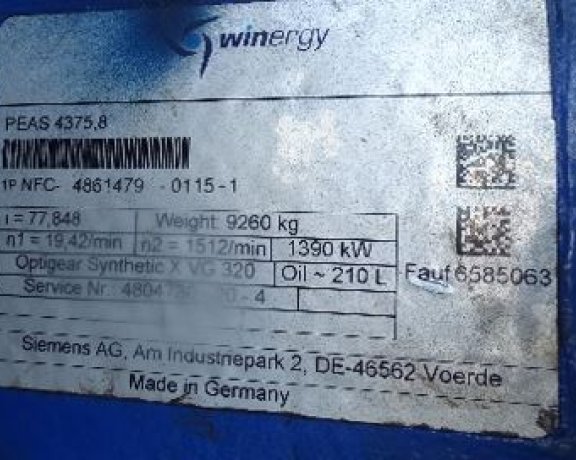 winergy
PEAS 4375,8
1P NFC- 4861479 -0115-1
i = 77,848 Weight 9260 kg
n1 = 19,42/min n2 = 1512/min 1390 kW
Optigear Synthetic X VG 320 Oil ~ 210 L Fauf 6585063
Service Nr. - 4
Siemens AG, Am Industriepark 2, DE-46562 Voerde
Made in Germany